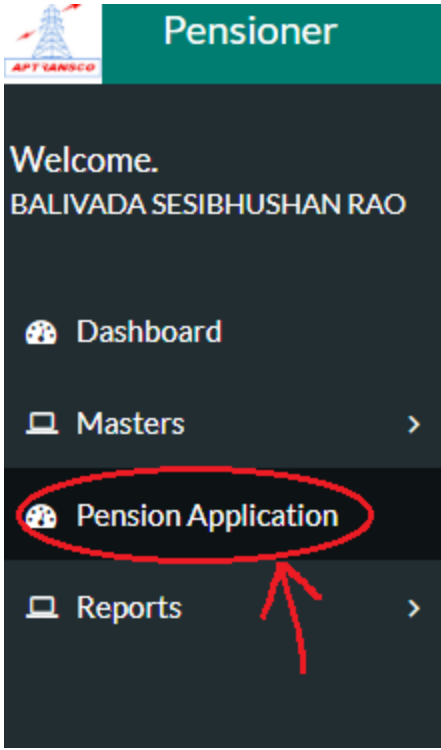 Pensioner
APTRANSCO
Welcome.
BALIVADA SESIBHUSHAN RAO
Dashboard
Masters
Pension Application
Reports